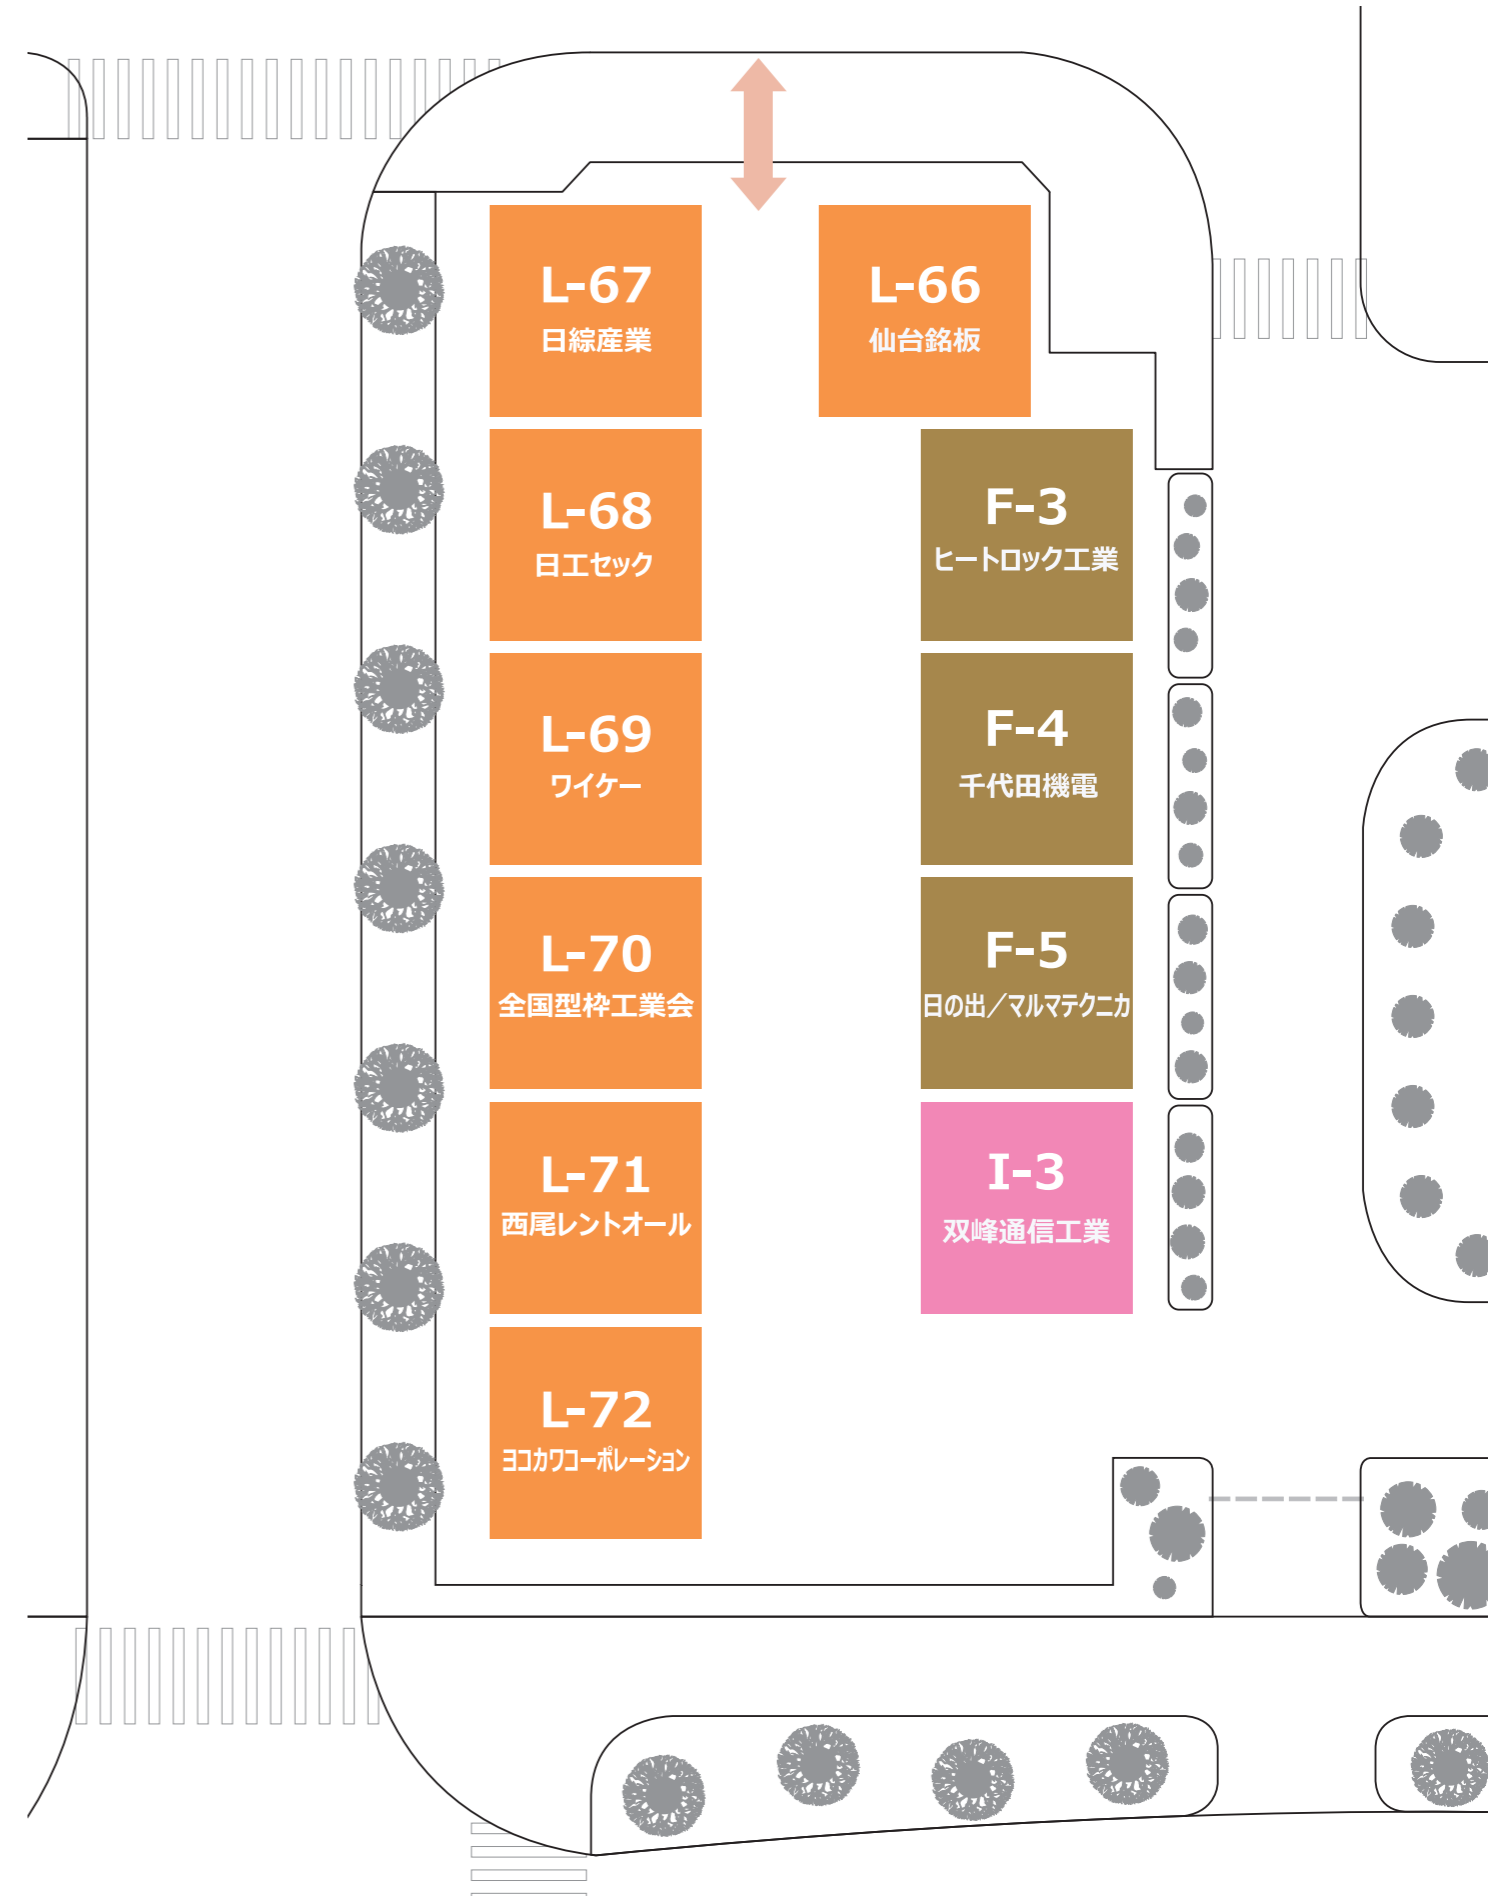 L-67
日綜産業
L-66
仙台銘板
L-68
日工セック
F-3
ヒートロック工業
L-69
ワイケー
F-4
千代田機電
L-70
全国型枠工業会
F-5
日の出／マルマテクニカ
L-71
西尾レントオール
I-3
双峰通信工業
L-72
ヨコカワコーポレーション